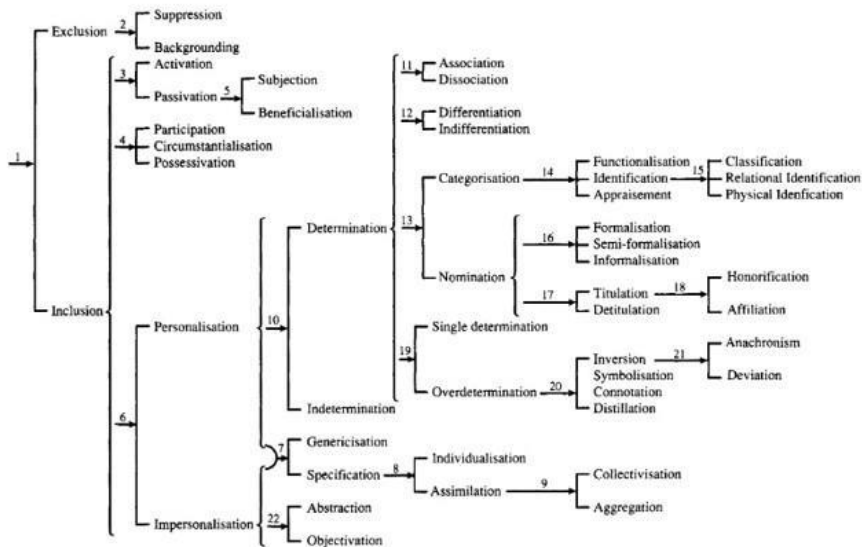 Exclusion
2
Suppression
Backgrounding
3
Activation
Passivation
5
Subjection
Beneficialisation
4
Participation
Circumstantialisation
Possessivation
1
Inclusion
6
Personalisation
Impersonalisation
10
Determination
Indetermination
11
Association
Dissociation
12
Differentiation
Indifferentiation
13
Categorisation
14
Functionalisation
Identification
Appraisement
15
Classification
Relational Identification
Physical Idenfication
Nomination
16
Formalisation
Semi-formalisation
Informalisation
17
Titulation
Detitulation
18
Honorification
Affiliation
19
Single determination
Overdetermination
20
Inversion
Symbolisation
Connotation
Distillation
21
Anachronism
Deviation
7
Genericisation
Specification
8
Individualisation
Assimilation
9
Collectivisation
Aggregation
22
Abstraction
Objectivation